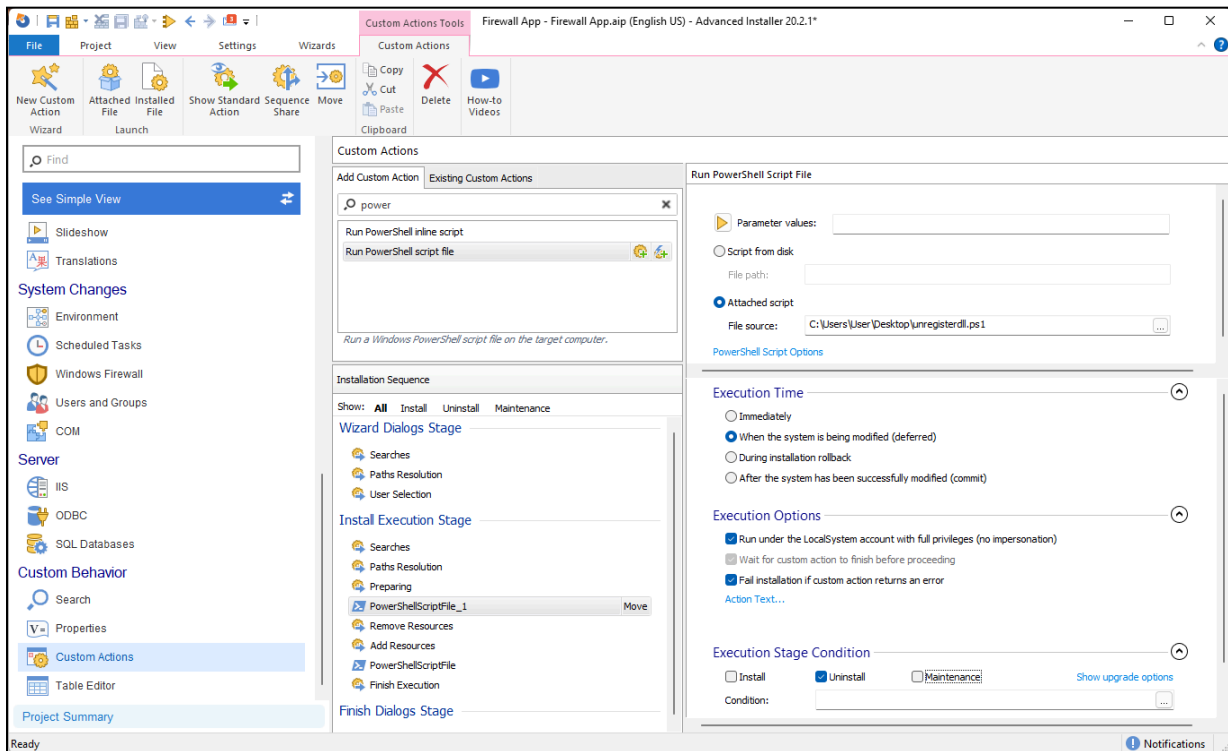 Custom Actions Tools
Firewall App - Firewall App.aip (English US) - Advanced Installer 20.2.1*
3
File
Project
View
Settings
Wizards
Custom Actions
New Custom
Action
Attached
File
Installed
File
Show Standard
Action
Sequence
Share
Move
Copy
Cut
Paste
Delete
How-to
Videos
Wizard
Launch
Clipboard
Find
See Simple View
Slideshow
Translations
System Changes
Environment
Scheduled Tasks
Windows Firewall
Users and Groups
COM
Server
IIS
ODBC
SQL Databases
Custom Behavior
Search
Properties
Custom Actions
Table Editor
Project Summary
Custom Actions
Add Custom Action
Existing Custom Actions
power
Run PowerShell inline script
Run PowerShell script file
Run a Windows PowerShell script file on the target computer.
Installation Sequence
Show: All Install Uninstall Maintenance
Wizard Dialogs Stage
Searches
Paths Resolution
User Selection
Install Execution Stage
Searches
Paths Resolution
Preparing
PowerShellScriptFile_1 Move
Remove Resources
Add Resources
PowerShellScriptFile
Finish Execution
Finish Dialogs Stage
Run PowerShell Script File
Parameter values:
Script from disk
File path:
Attached script
File source: C:\Users\User\Desktop\unregisterdll.ps1 ...
PowerShell Script Options
Execution Time
Immediately
When the system is being modified (deferred)
During installation rollback
After the system has been successfully modified (commit)
Execution Options
Run under the LocalSystem account with full privileges (no impersonation)
Wait for custom action to finish before proceeding
Fail installation if custom action returns an error
Action Text...
Execution Stage Condition
Install Uninstall Maintenance Show upgrade options
Condition: ...
Ready
Notifications